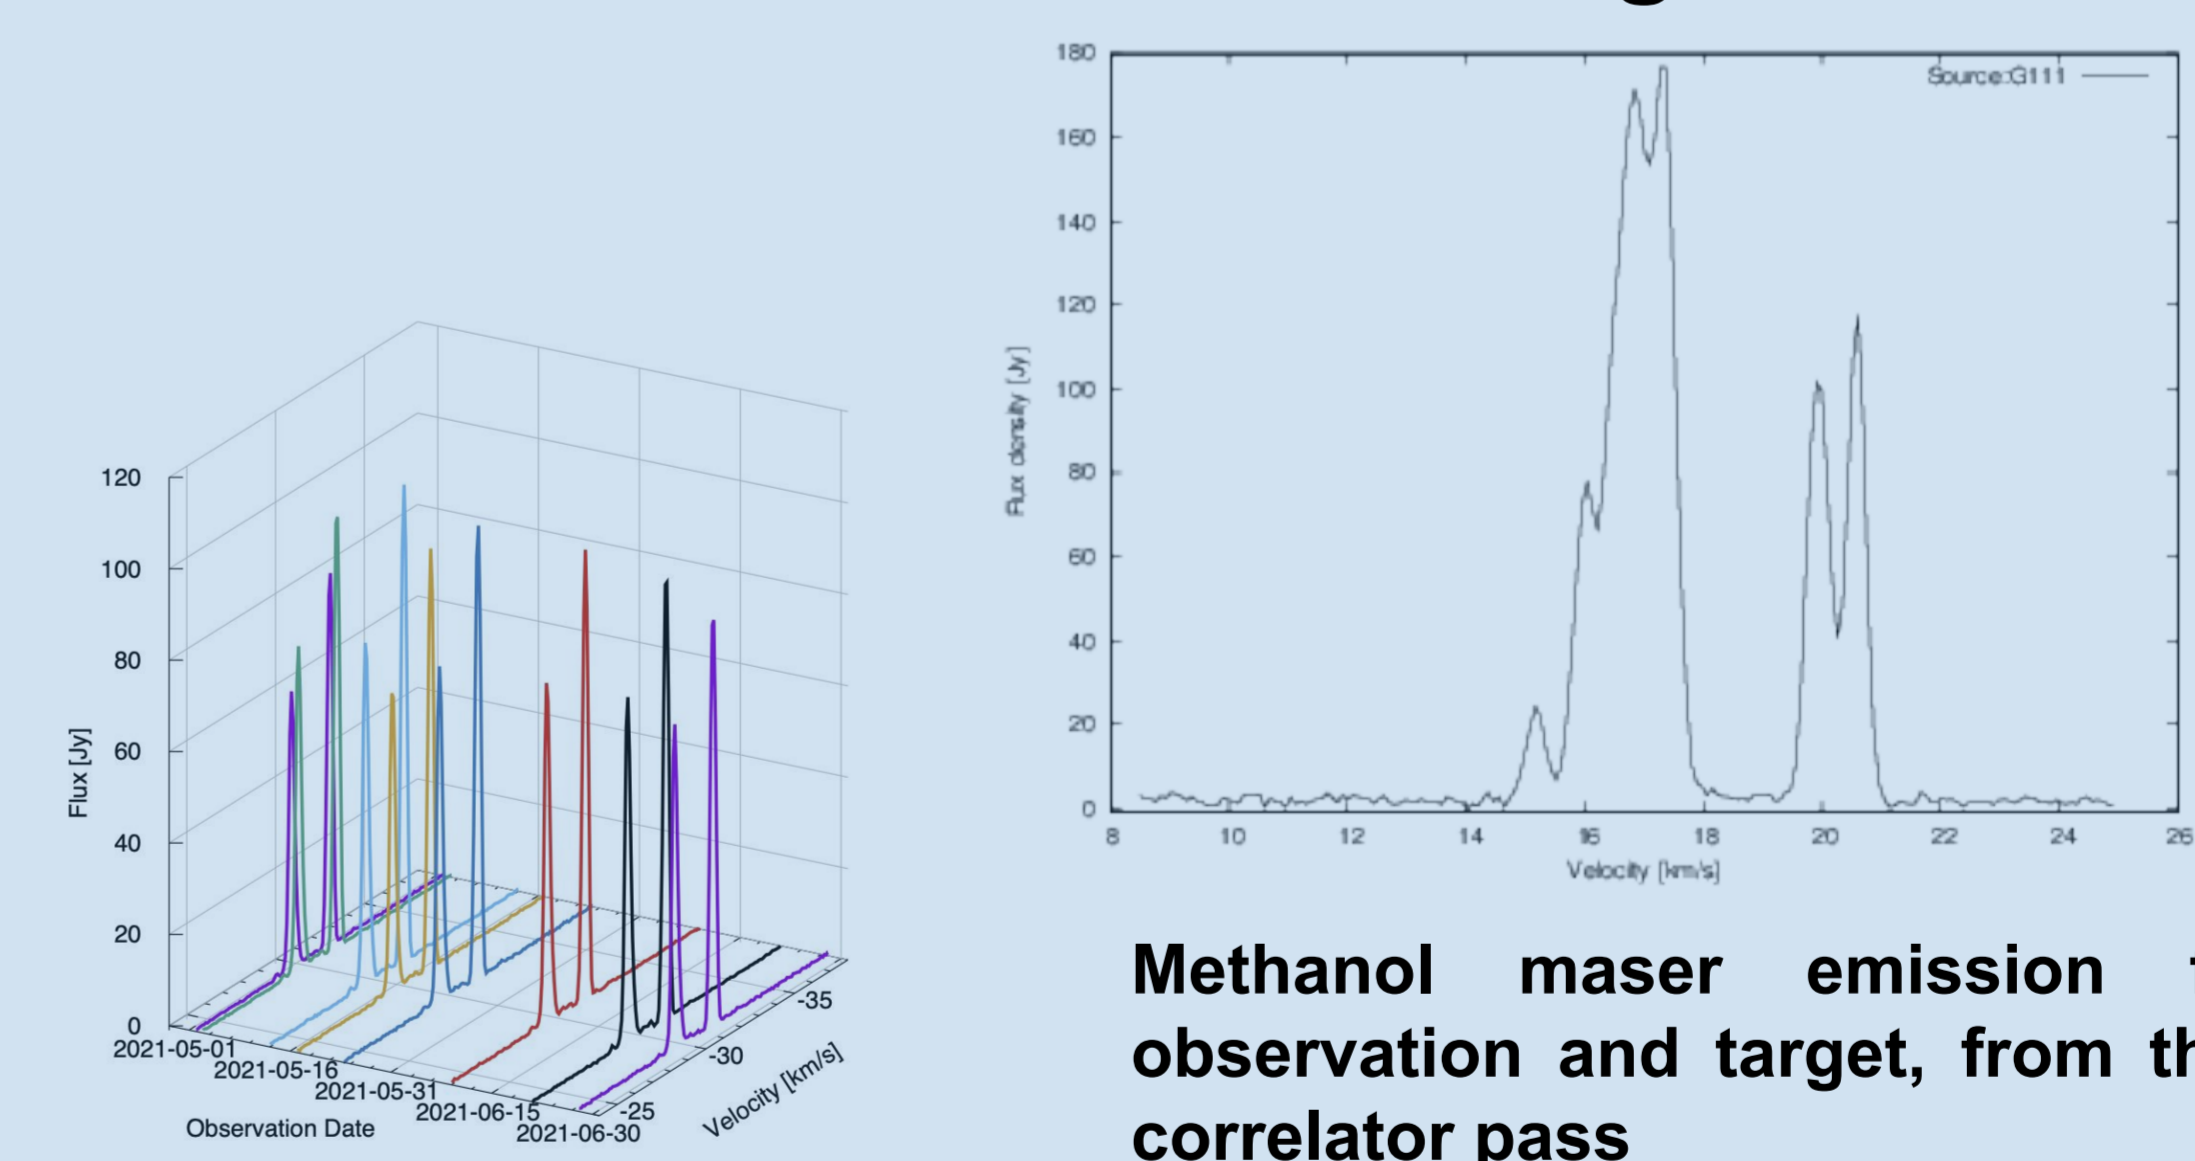 120
100
80
60
40
20
0
Flux [Jy]
2021-05-01
2021-05-16
2021-05-31
2021-06-15
2021-06-30
Observation Date
-25
-30
-35
Velocity [km/s]
180
160
140
120
100
80
60
40
20
0
Flux density [Jy]
Source:G111
8 10 12 14 16 18 20 22 24 26
Velocity [km/s]
Methanol maser emission
observation and target, from
correlator pass